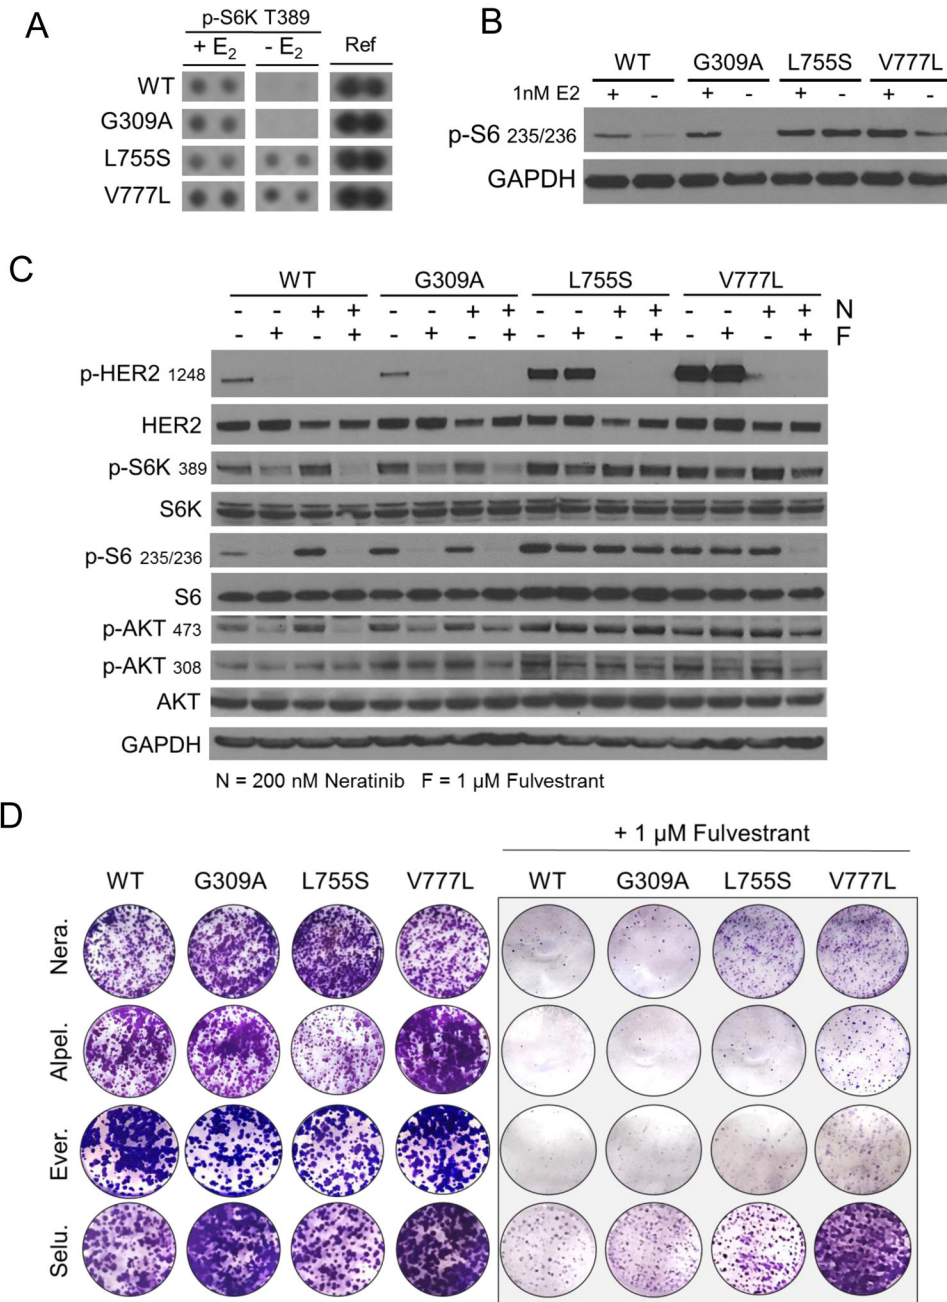 A
p-S6K T389
+ E2 - E2 Ref
WT
G309A
L755S
V777L
B
WT G309A L755S V777L
1nM E2 + - + - + - + -
p-S6 235/236
GAPDH
C
WT G309A L755S V777L
- - + + - - + + - - + + - - + + N
- + - + - + - + - + - + - + - + F
p-HER2 1248
HER2
p-S6K 389
S6K
p-S6 235/236
S6
p-AKT 473
p-AKT 308
AKT
GAPDH
N = 200 nM Neratinib F = 1 µM Fulvestrant
D
+ 1 µM Fulvestrant
WT G309A L755S V777L WT G309A L755S V777L
Nera.
Alpel.
Ever.
Selu.